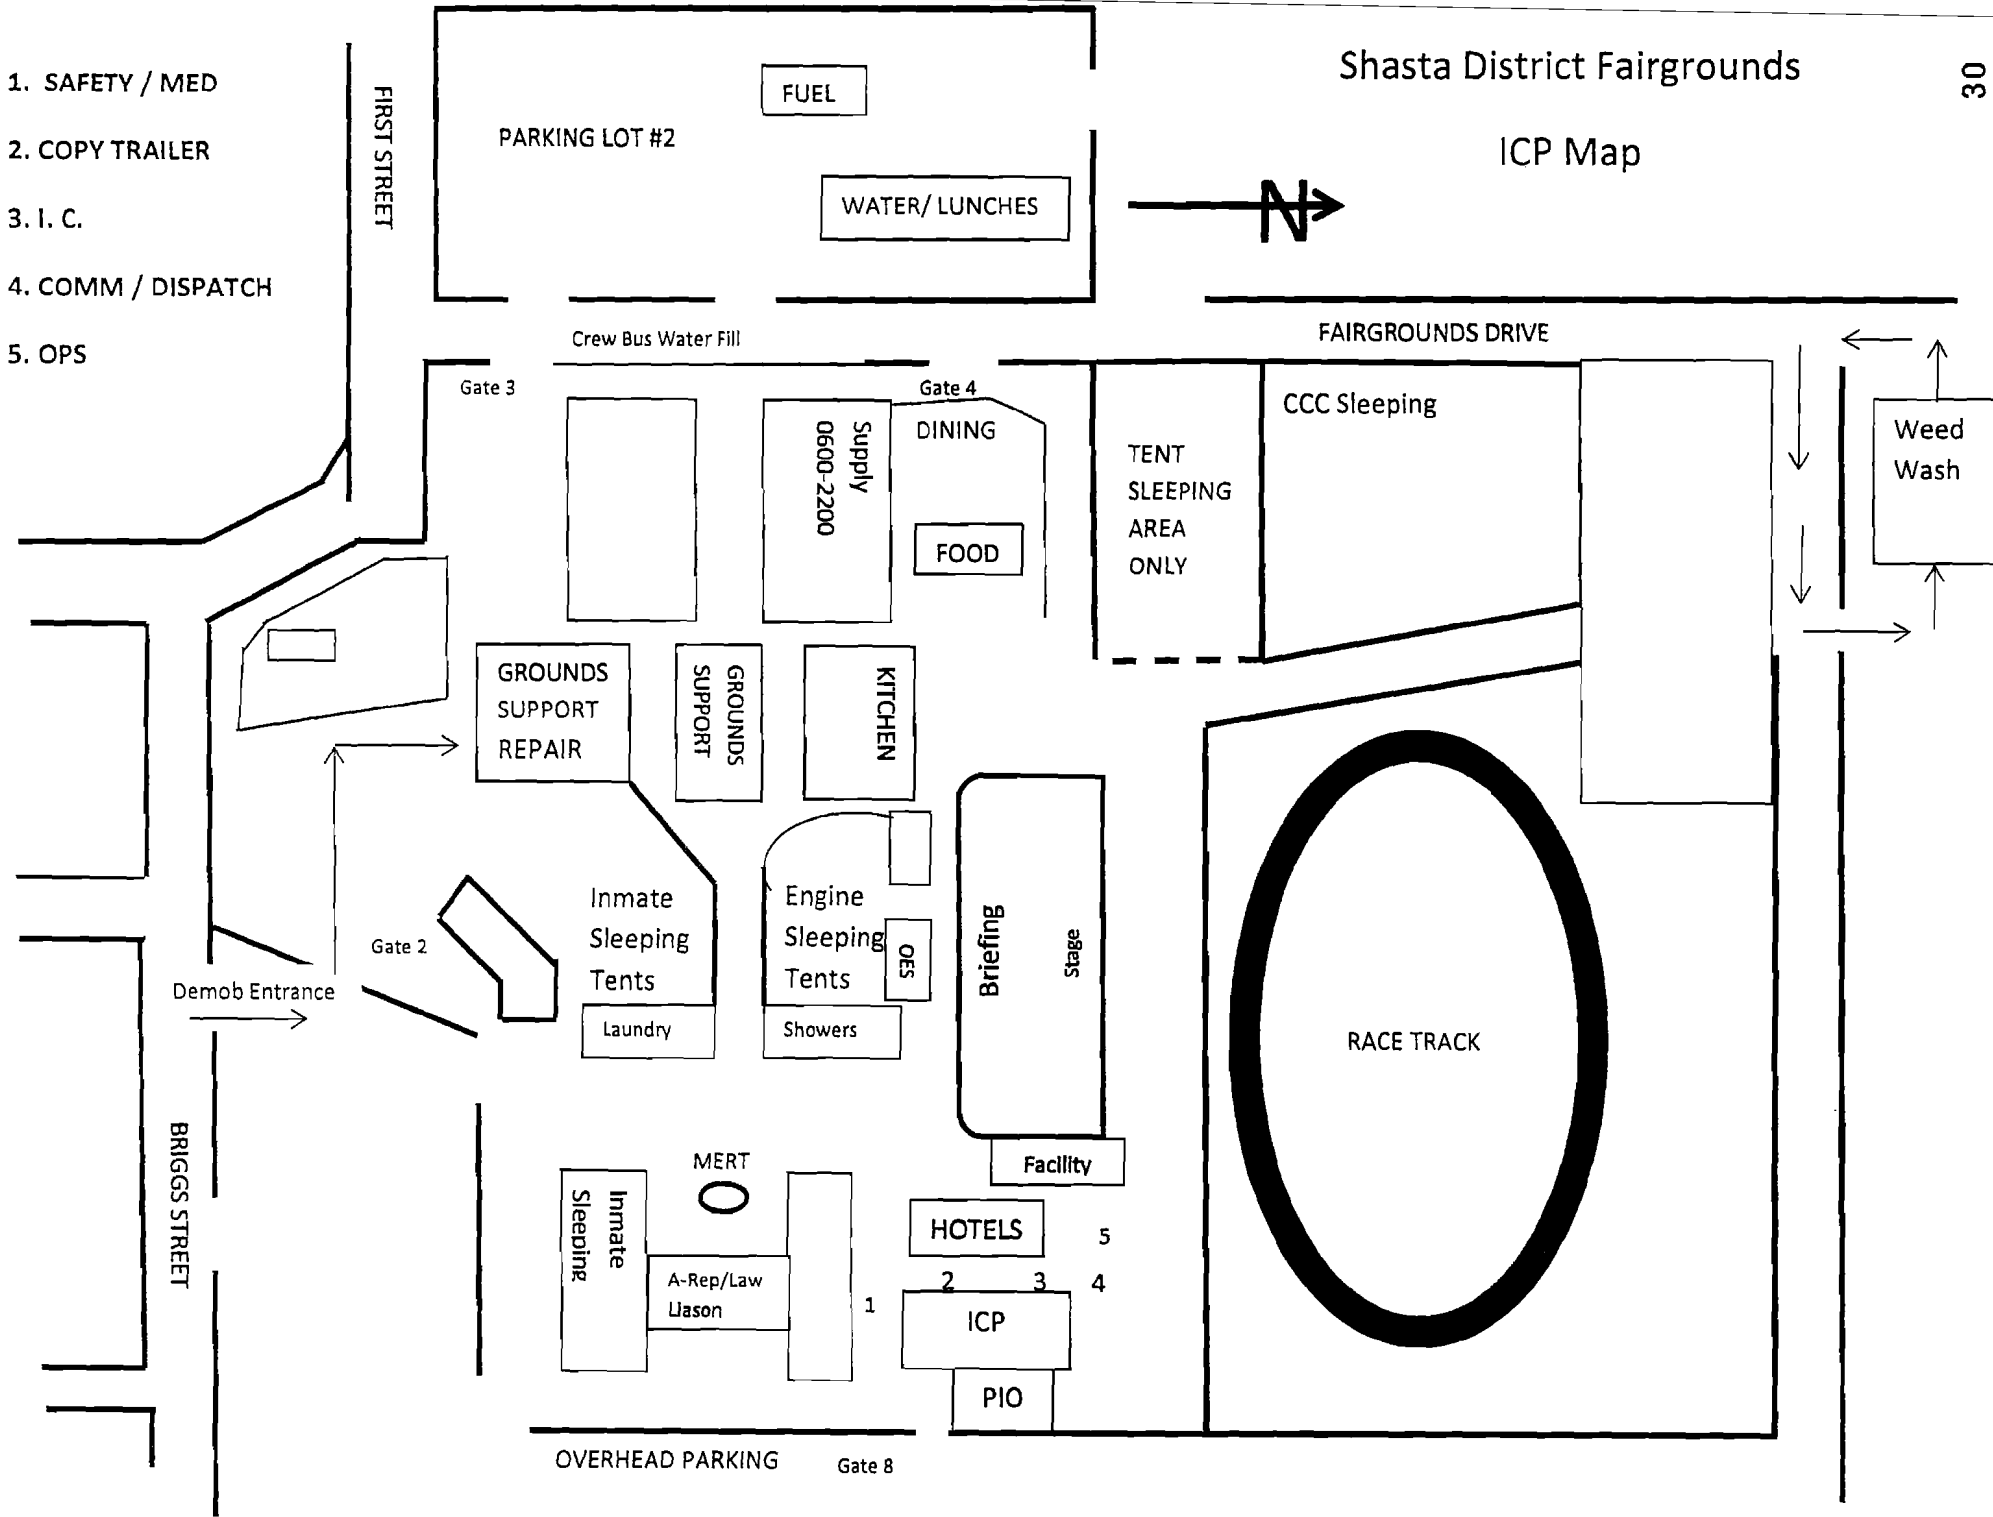 Shasta District Fairgrounds
ICP Map
30
1. SAFETY / MED
2. COPY TRAILER
3. I. C.
4. COMM / DISPATCH
5. OPS
FIRST STREET
PARKING LOT #2
FUEL
WATER/ LUNCHES
N
Crew Bus Water Fill
FAIRGROUNDS DRIVE
Gate 3
Gate 4
Supply
0600-2200
DINING
FOOD
TENT
SLEEPING
AREA
ONLY
CCC Sleeping
Weed
Wash
GROUNDS
SUPPORT
REPAIR
GROUNDS
SUPPORT
KITCHEN
Gate 2
Demob Entrance
Inmate
Sleeping
Tents
Laundry
Engine
Sleeping
Tents
Showers
OES
Briefing
Stage
RACE TRACK
BRIGGS STREET
MERT
Inmate
Sleeping
A-Rep/Law
Liason
Facility
HOTELS
5
2
3
4
1
ICP
PIO
OVERHEAD PARKING
Gate 8